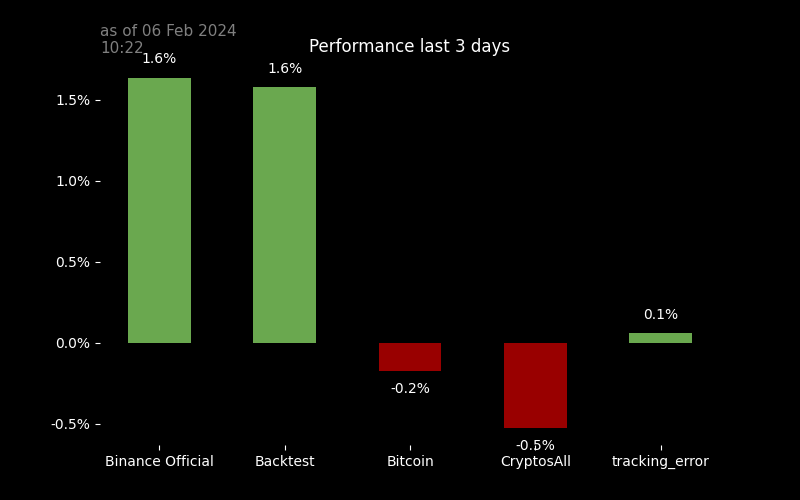 as of 06 Feb 2024
10:22
Performance last 3 days
1.6%
1.6%
1.5%
1.0%
0.5%
0.1%
0.0%
-0.2%
-0.5%
-0.5%
Binance Official
Backtest
Bitcoin
CryptosAll
tracking_error